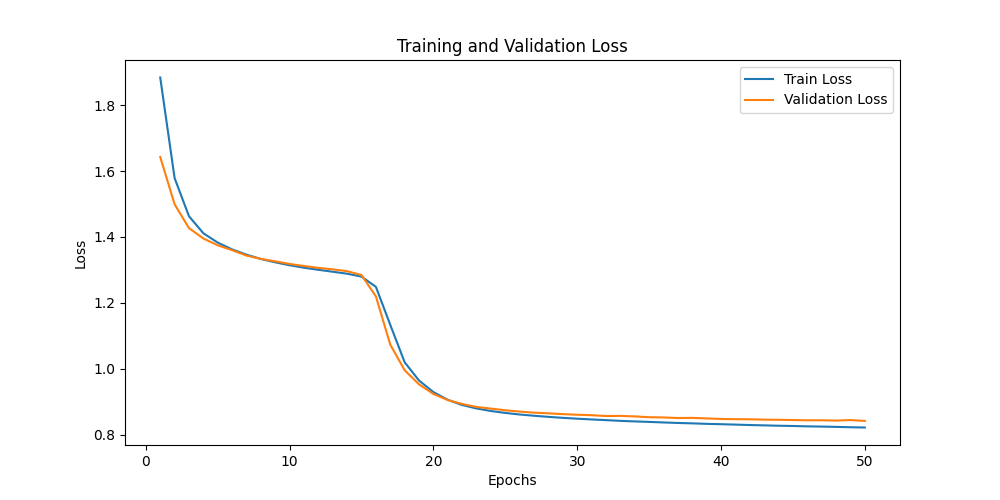 Training and Validation Loss
Train Loss
Validation Loss
1.8
1.6
1.4
1.2
1.0
0.8
Loss
0 10 20 30 40 50
Epochs